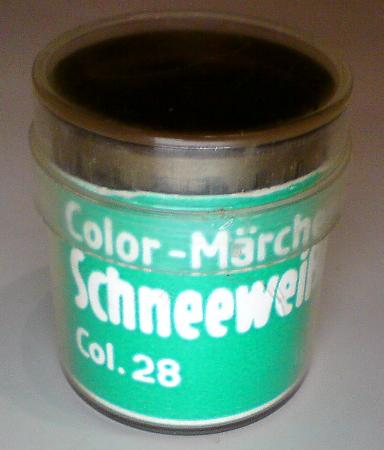 Color-Märche
Schneewei
Col. 28